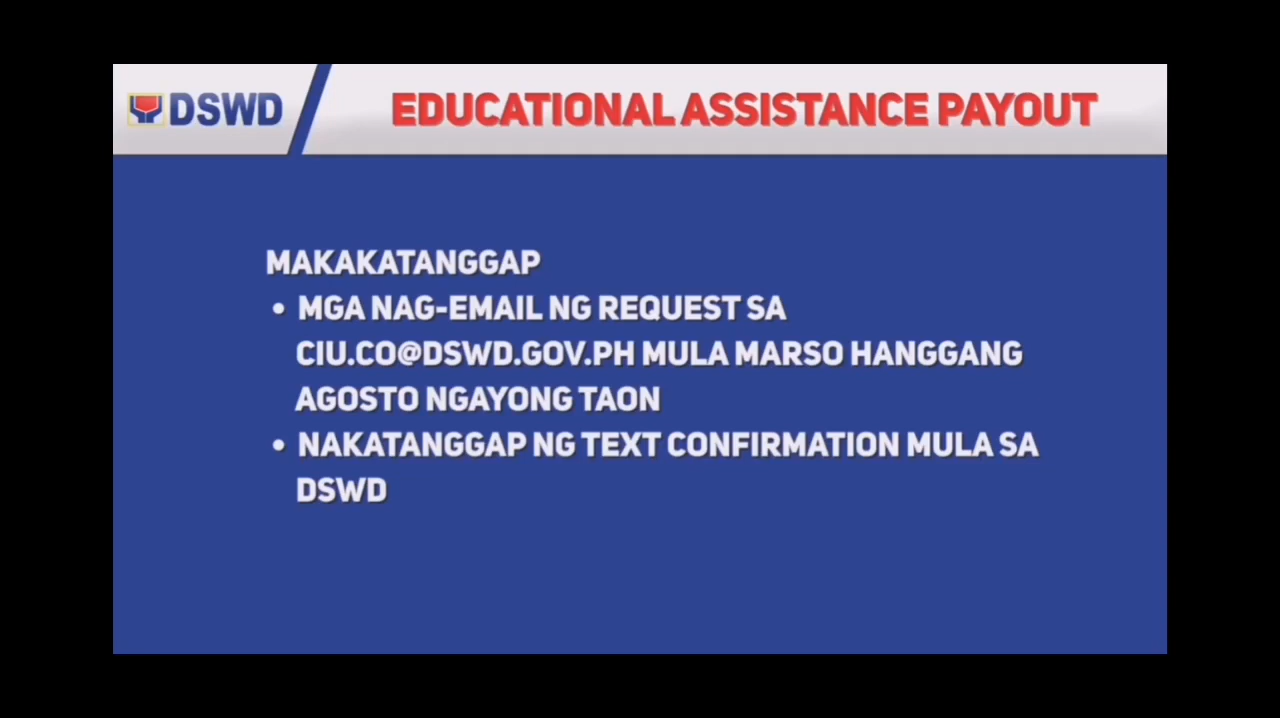 DSWD
EDUCATIONAL ASSISTANCE PAYOUT
MAKAKATANGGAP
• MGA NAG-EMAIL NG REQUEST SA
CIU.CO@DSWD.GOV.PH MULA MARSO HANGGANG
AGOSTO NGAYONG TAON
• NAKATANGGAP NG TEXT CONFIRMATION MULA SA
DSWD